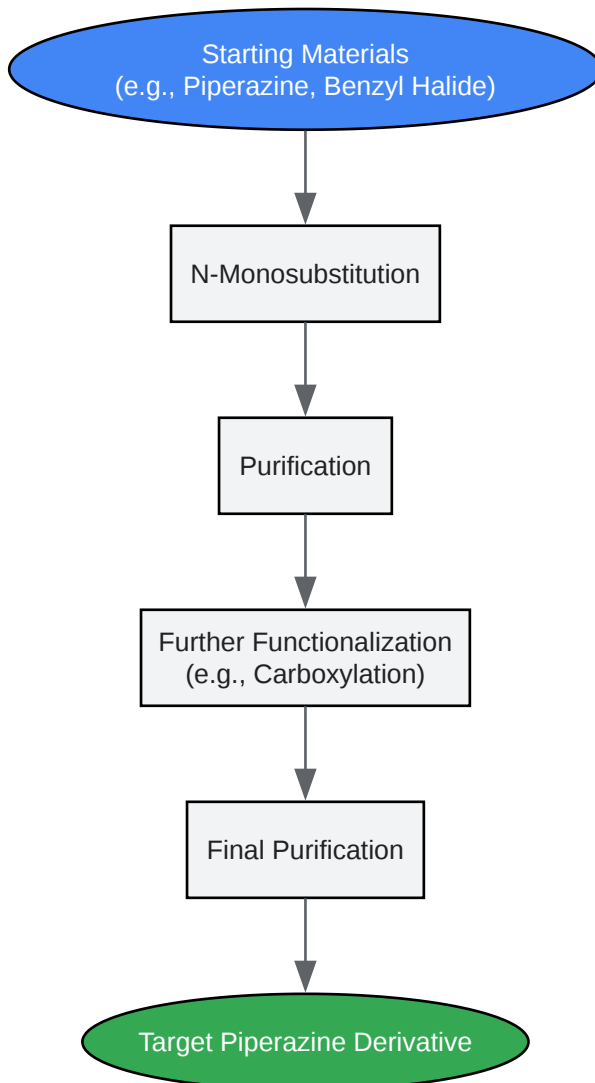 Starting Materials
(e.g., Piperazine, Benzyl Halide)
N-Monosubstitution
Purification
Further Functionalization
(e.g., Carboxylation)
Final Purification
Target Piperazine Derivative